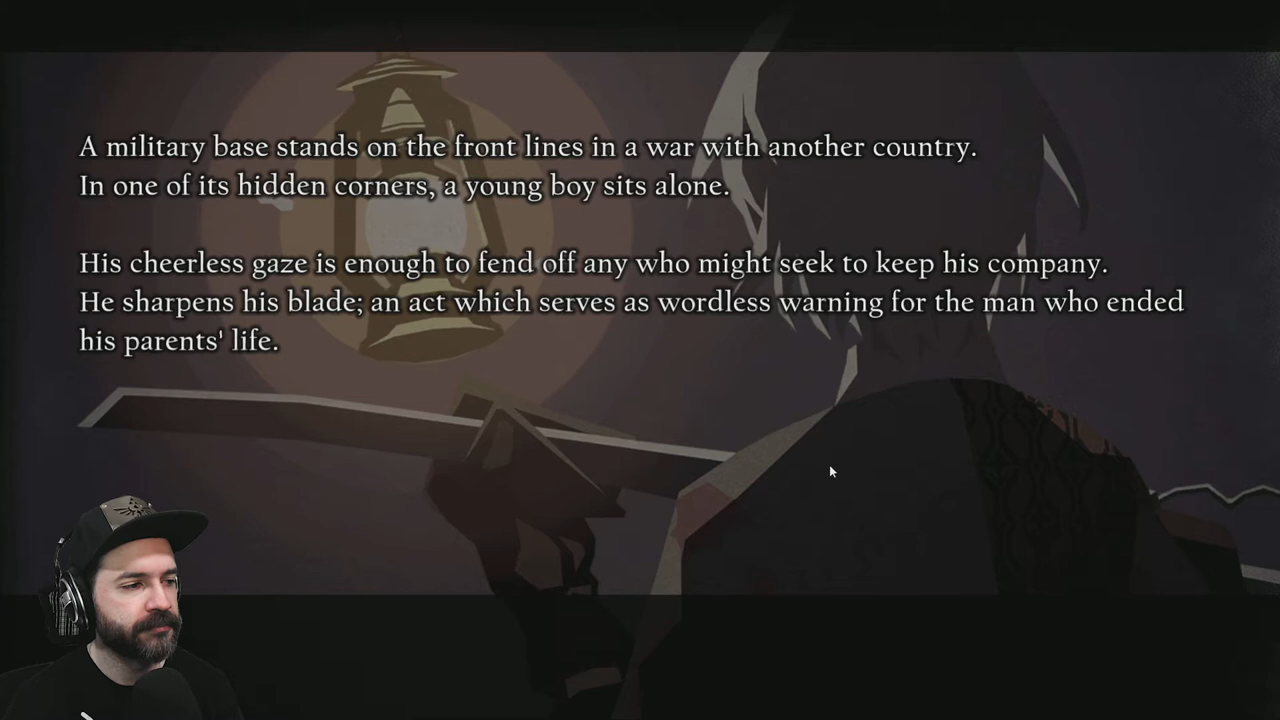 A military base stands on the front lines in a war with another country.
In one of its hidden corners, a young boy sits alone.
His cheerless gaze is enough to fend off any who might seek to keep his company.
He sharpens his blade; an act which serves as wordless warning for the man who ended
his parents' life.